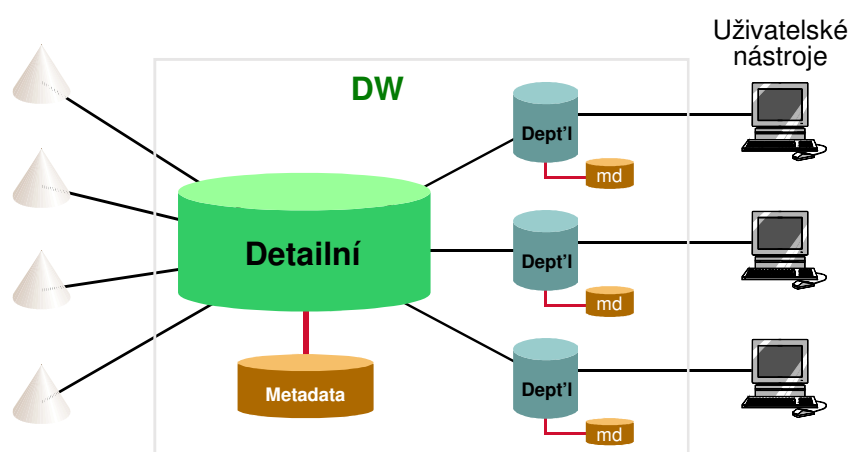 Uživatelské
nástroje
DW
Dept'l
md
Detailní
Dept'l
md
Metadata
Dept'l
md